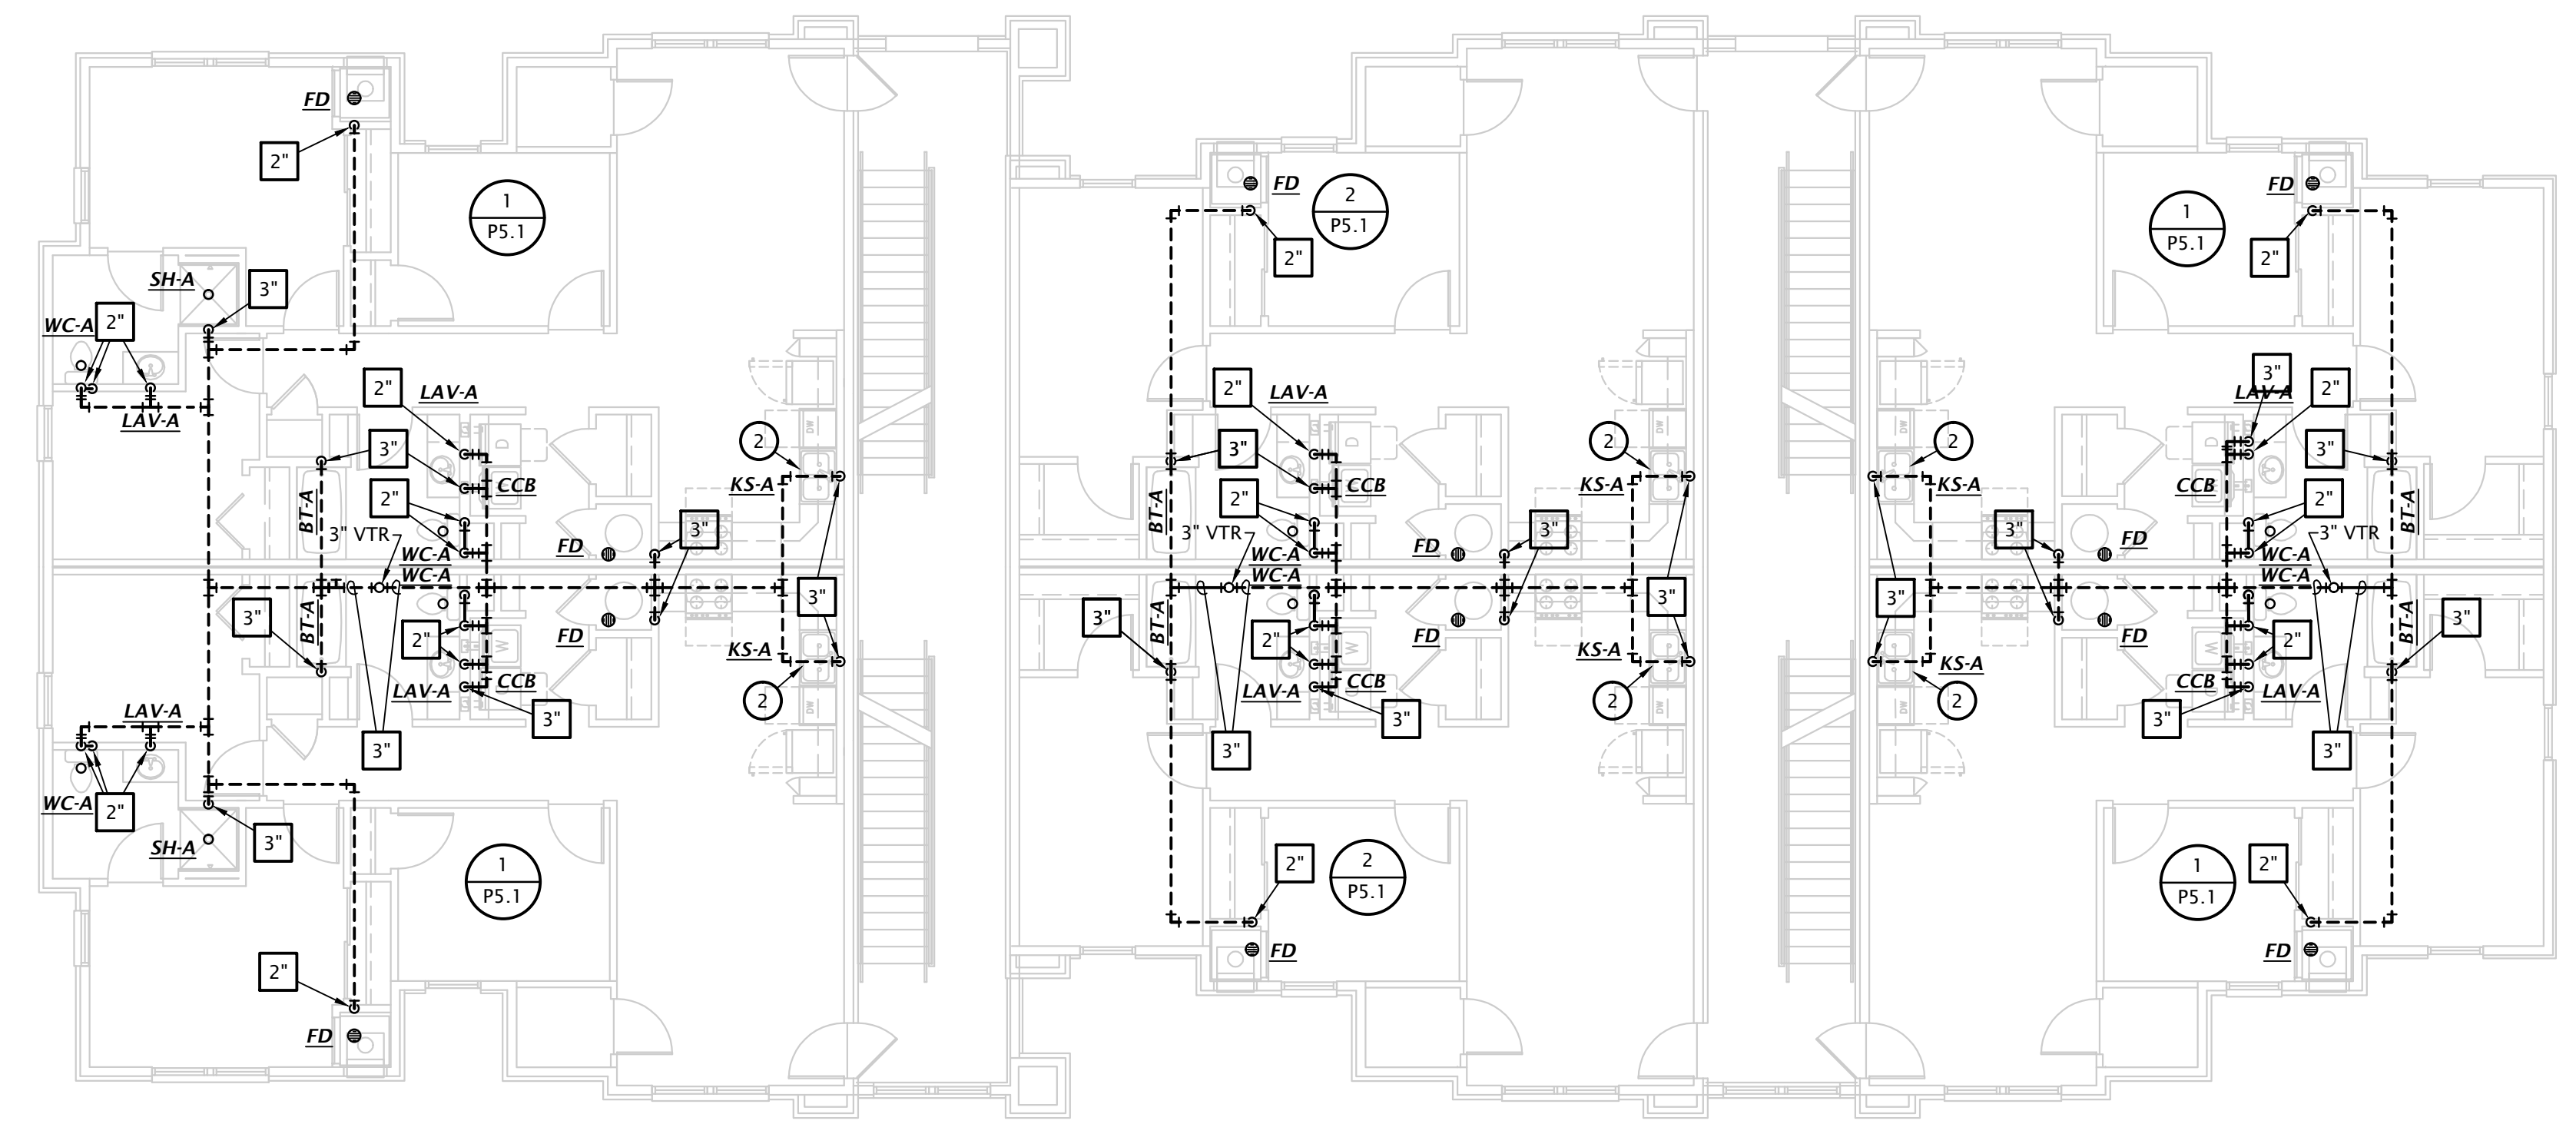 FD
2"
1
P5.1
SH-A
3"
WC-A
2"
LAV-A
2"
LAV-A
3"
D
BT-A
2"
CCB
3" VTR
WC-A
WC-A
FD
FD
3"
2
DW
KS-A
3"
3"
BT-A
2"
W
LAV-A
CCB
3"
3"
KS-A
2
DW
LAV-A
WC-A
2"
SH-A
3"
1
P5.1
2"
FD
FD
2"
2
P5.1
2"
LAV-A
3"
D
BT-A
2"
CCB
3" VTR
WC-A
WC-A
FD
FD
3"
2
DW
KS-A
3"
3"
BT-A
2"
W
LAV-A
CCB
3"
3"
KS-A
2
DW
2"
2
P5.1
FD
1
P5.1
FD
2"
2
DW
KS-A
3"
LAV-A
2"
D
3"
CCB
2"
BT-A
3" VTR
WC-A
WC-A
FD
FD
3"
3"
BT-A
3"
2"
W
CCB
LAV-A
3"
3"
KS-A
2
DW
2"
1
P5.1
FD